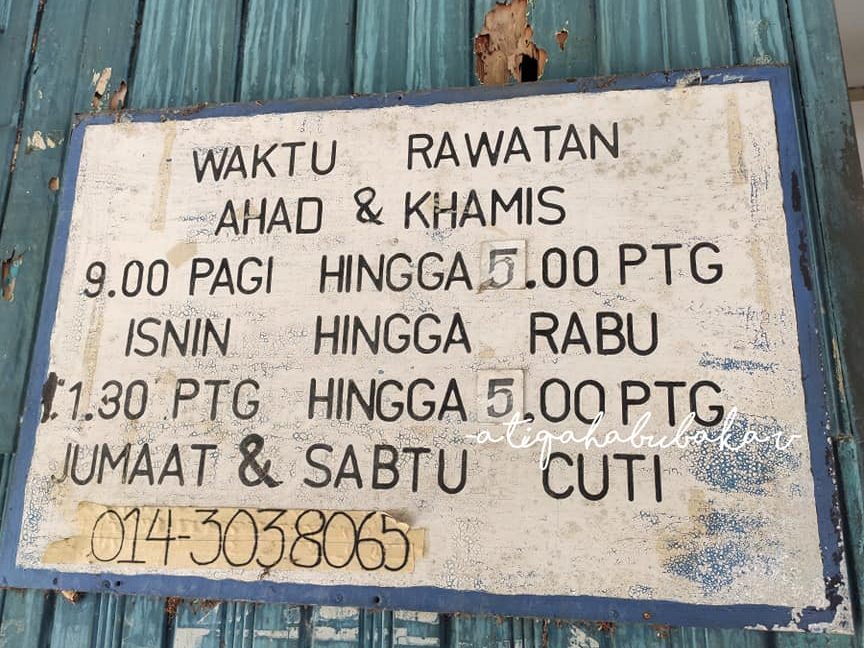 WAKTU RAWATAN
AHAD & KHAMIS
9.00 PAGI HINGGA 5.00 PTG
ISNIN HINGGA RABU
1.30 PTG HINGGA 5.00 PTG
JUMAAT & SABTU CUTI
014-3038065
atiqahabubakar